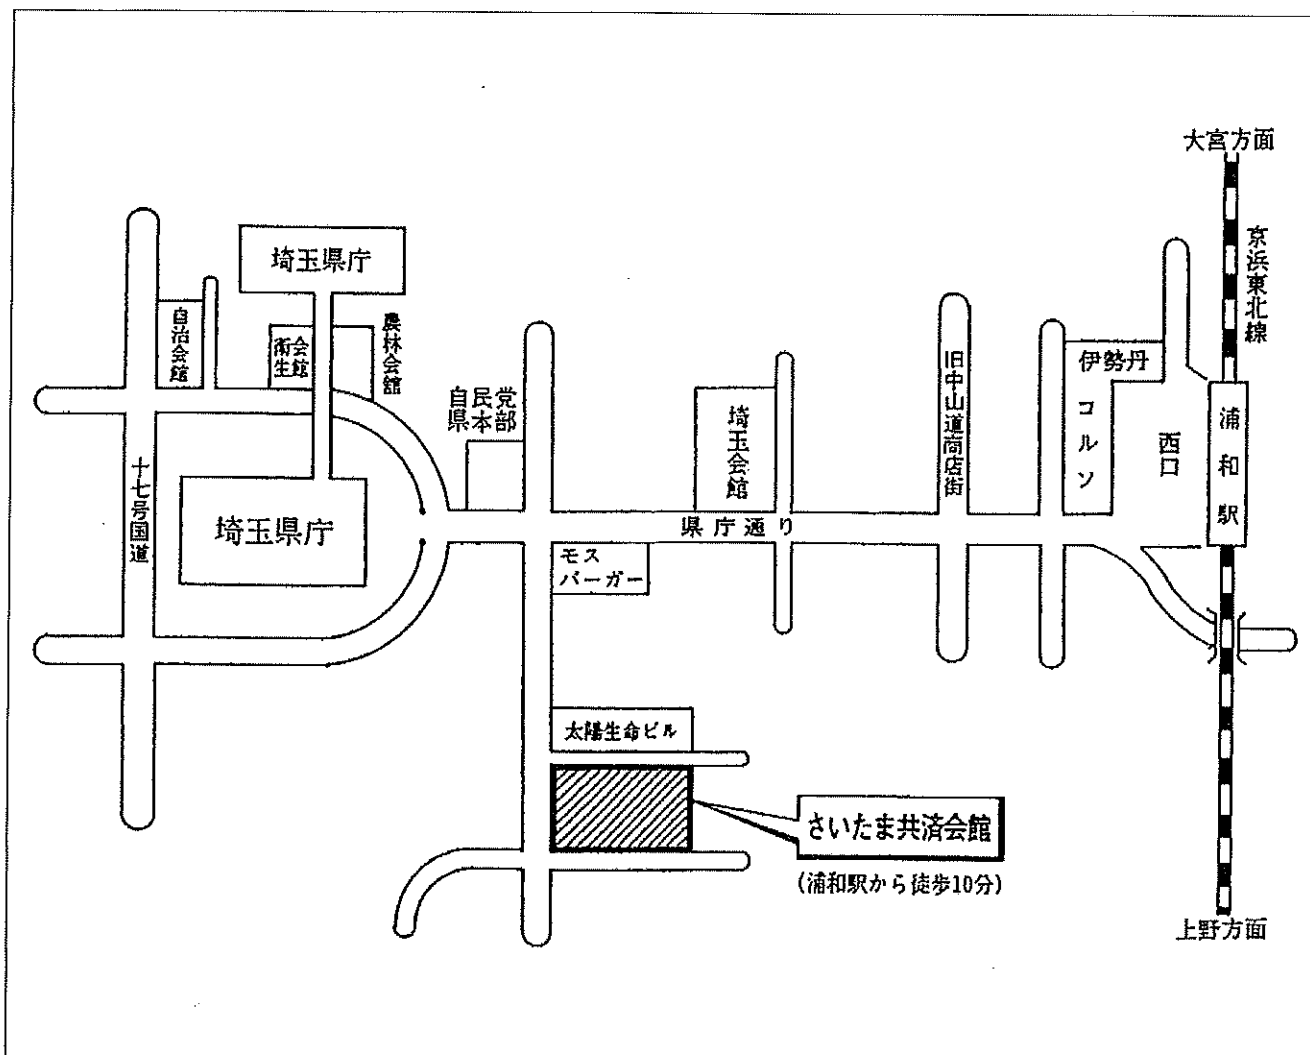 大宮方面
京浜東北線
埼玉県庁
自治会館
衛生会館
農林会館
自民党
県本部
埼玉会館
旧中山道商店街
伊勢丹
コルソ
西口
浦和駅
十七号国道
埼玉県庁
県庁通り
モス
バーガー
太陽生命ビル
さいたま共済会館
(浦和駅から徒歩10分)
上野方面